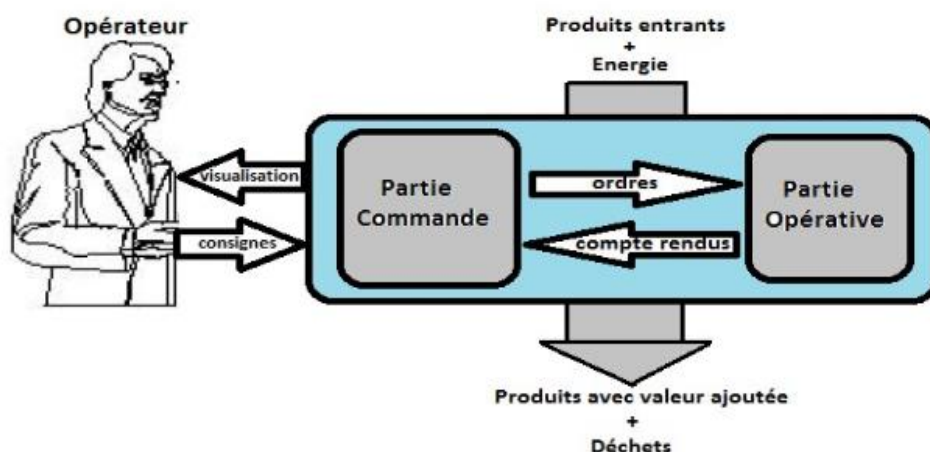 Opérateur
Produits entrants
+
Energie
visualisation
consignes
Partie
Commande
ordres
compte rendus
Partie
Opérative
Produits avec valeur ajoutée
+
Déchets